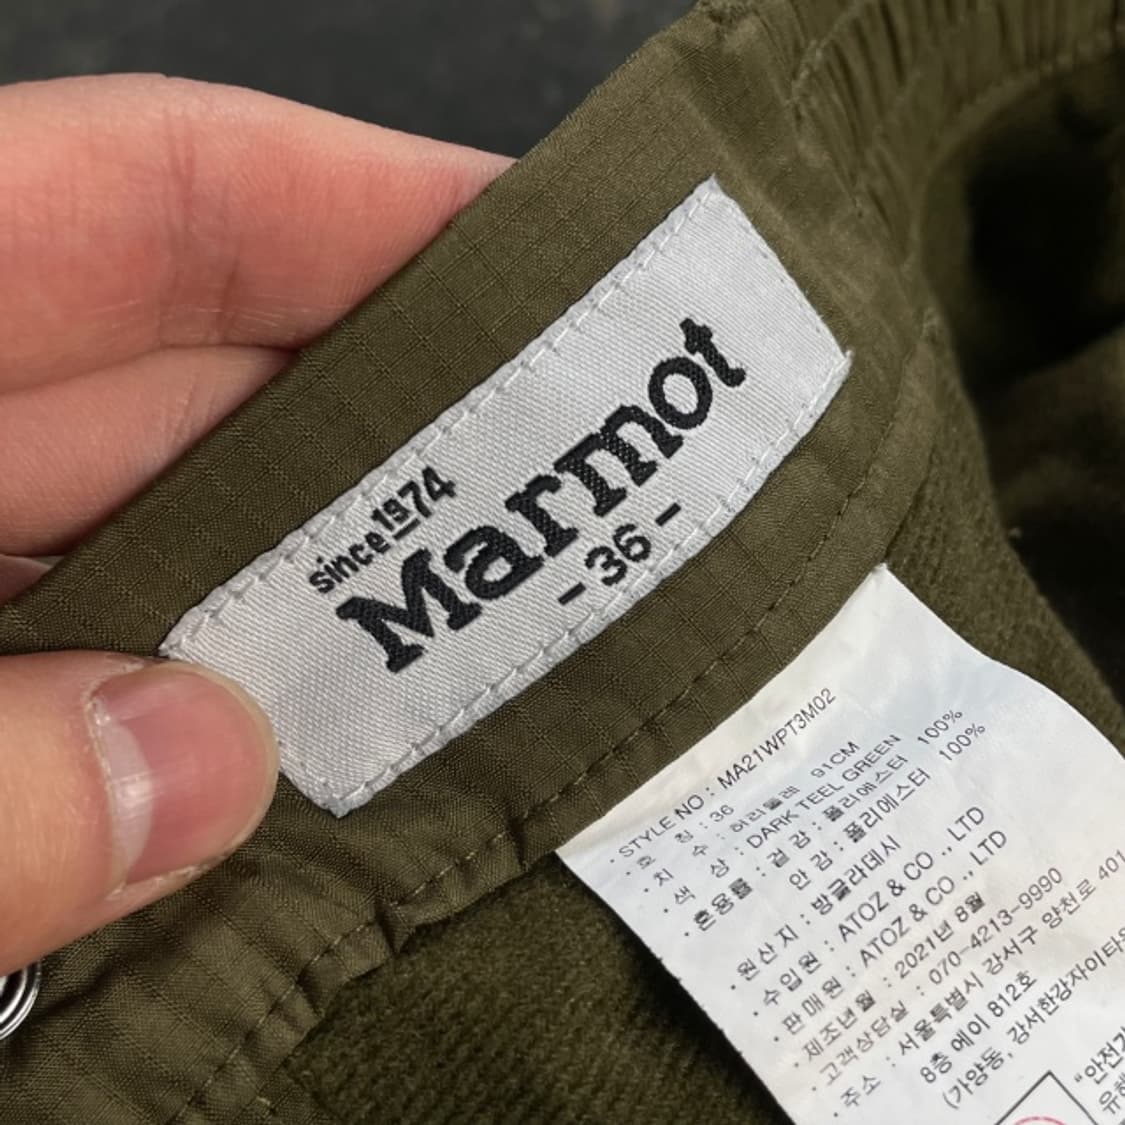 since 1974
Marmot
- 36 -
· STYLE NO : MA21WPT3M02
· 호 칭 : 36
· 치 수 : 허리둘레 91CM
· 색 상 : DARK TEEL GREEN
· 혼용률 : 겉 감 : 폴리에스터 100%
안 감 : 폴리에스터 100%
· 원산지 : 방글라데시
· 수입원 : ATOZ & CO ., LTD
· 판매원 : ATOZ & CO ., LTD
· 제조년월 : 2021년 8월
· 고객상담실 : 070-4213-9990
· 주소 : 서울특별시 강서구 양천로 401
8층 에이 812호
(가양동, 강서한강자이타워
"안전기
유해